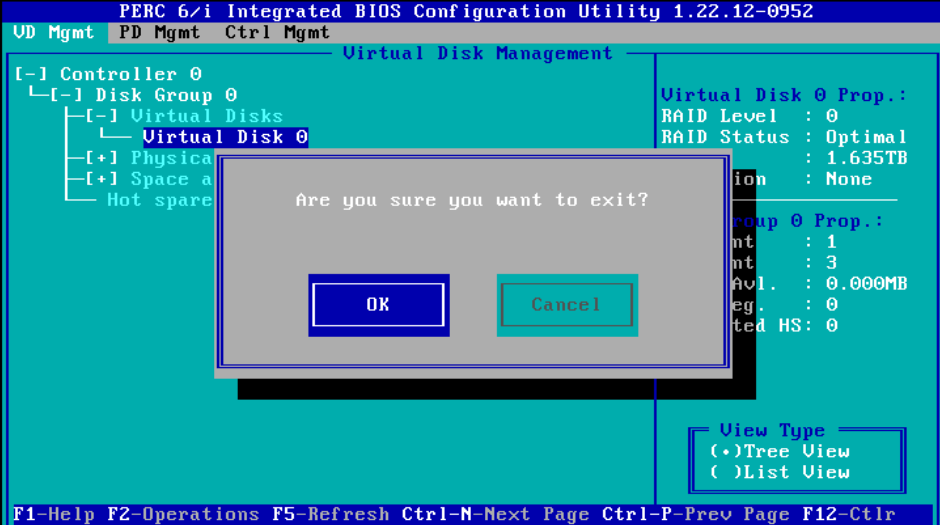 PERC 6/i Integrated BIOS Configuration Utility 1.22.12-0952
VD Mgmt PD Mgmt Ctrl Mgmt
Virtual Disk Management
[-] Controller 0
[-] Disk Group 0
[-] Virtual Disks
Virtual Disk 0
[+] Physica
[+] Space a
Hot spare
Virtual Disk 0 Prop.:
RAID Level : 0
RAID Status : Optimal
: 1.635TB
ion : None
roup 0 Prop.:
nt : 1
nt : 3
Avl. : 0.000MB
eg. : 0
ted HS: 0
Are you sure you want to exit?
OK
Cancel
View Type
(•)Tree View
( )List View
F1-Help F2-Operations F5-Refresh Ctrl-N-Next Page Ctrl-P-Prev Page F12-Ctlr